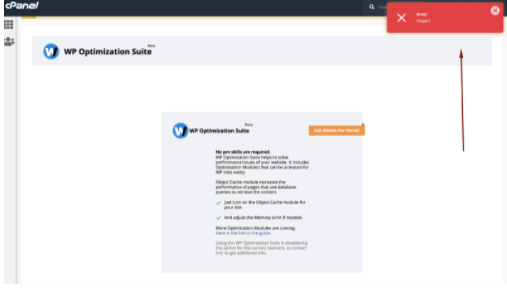 cPanel
Error
WP Optimization Suite Beta
WP Optimization Suite Beta
Ask Admin For Permit
No pro skills are required.
WP Optimization Suite helps to solve
performance issues of your website. It includes
Optimization Modules that can be activated for
WP sites easily.
Object Cache module increases the
performance of pages that use database
queries to retrieve the content.
Just turn on the Object Cache module for
your site.
And adjust the Memory Limit if needed.
More Optimization Modules are coming.
Here is the link to the guide
Using the WP Optimization Suite is disabled by
the admin for the current resellers, so contact
him to get additional info.